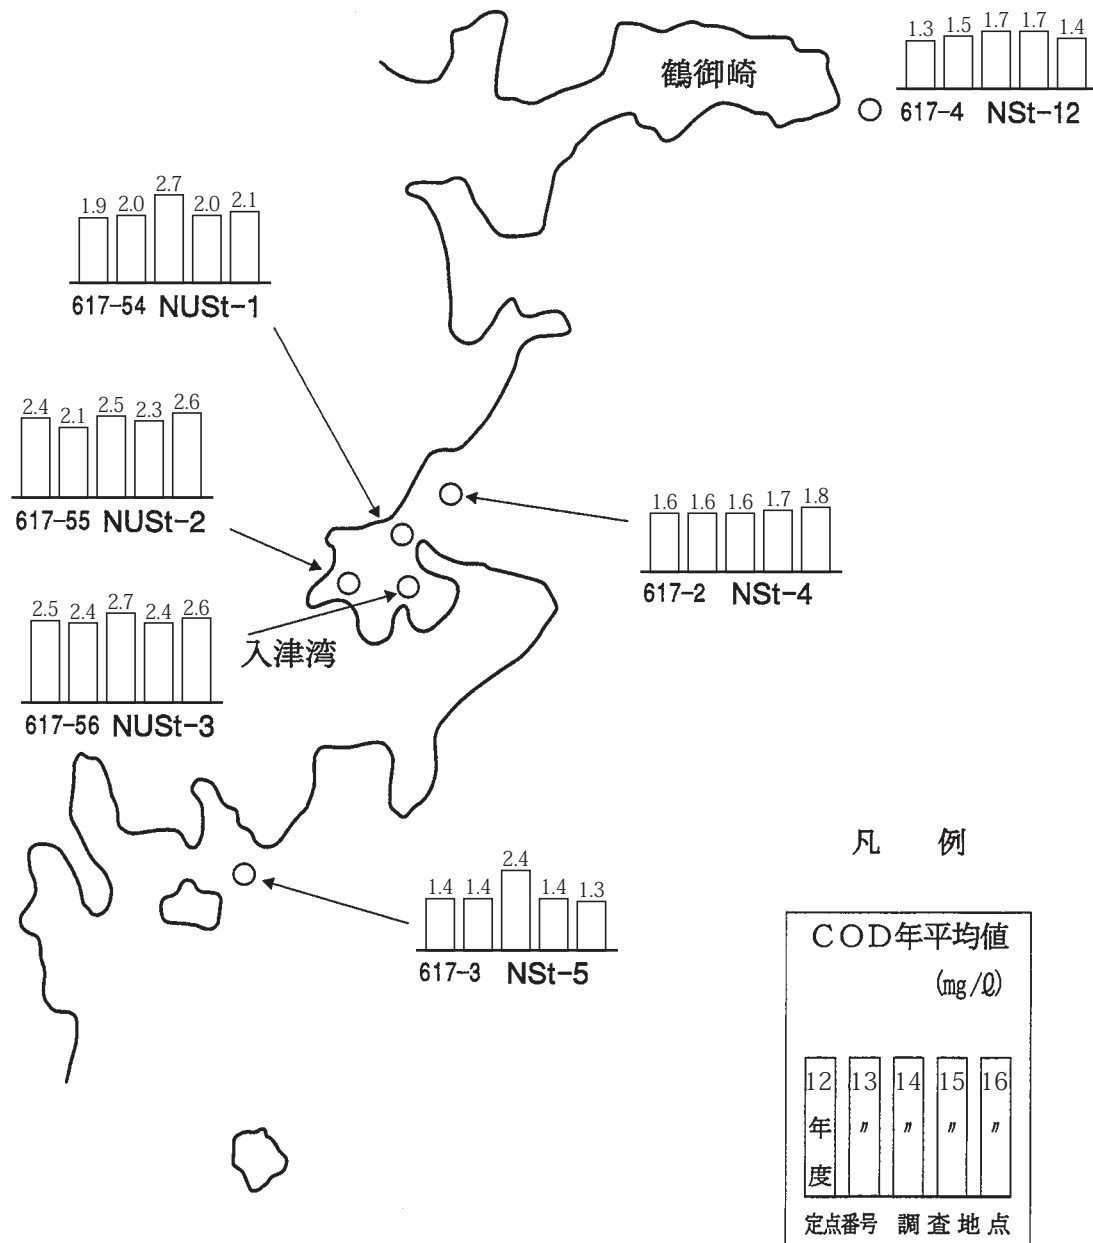 鶴御崎
1.3 1.5 1.7 1.7 1.4
617-4 NSt-12
1.9 2.0 2.7 2.0 2.1
617-54 NUSt-1
2.4 2.1 2.5 2.3 2.6
617-55 NUSt-2
1.6 1.6 1.6 1.7 1.8
617-2 NSt-4
2.5 2.4 2.7 2.4 2.6
617-56 NUSt-3
入津湾
1.4 1.4 2.4 1.4 1.3
617-3 NSt-5
凡 例
COD年平均値
(mg/ℓ)
12 13 14 15 16
年度 〃 〃 〃 〃
定点番号 調査地点